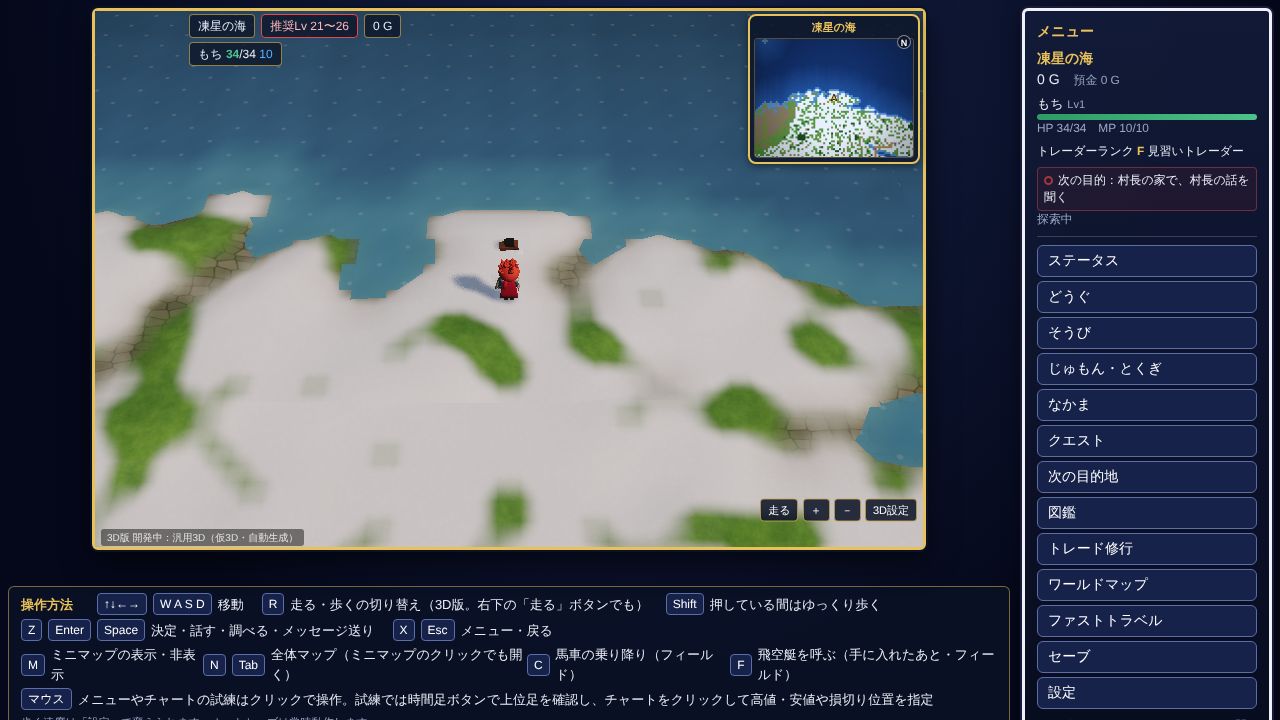 凍星の海 推奨Lv 21〜26 0 G
もち 34/34 10
凍星の海
N
走る + − 3D設定
3D版 開発中：汎用3D（仮3D・自動生成）
メニュー
凍星の海
0 G 預金 0 G
もち Lv1
HP 34/34 MP 10/10
トレーダーランク F 見習いトレーダー
次の目的：村長の家で、村長の話を
聞く
探索中
ステータス
どうぐ
そうび
じゅもん・とくぎ
なかま
クエスト
次の目的地
図鑑
トレード修行
ワールドマップ
ファストトラベル
セーブ
設定
操作方法 ↑↓←→ W A S D 移動 R 走る・歩くの切り替え（3D版。右下の「走る」ボタンでも） Shift 押している間はゆっくり歩く
Z Enter Space 決定・話す・調べる・メッセージ送り X Esc メニュー・戻る
M ミニマップの表示・非表示 N Tab 全体マップ（ミニマップのクリックでも開く） C 馬車の乗り降り（フィールド） F 飛空艇を呼ぶ（手に入れたあと・フィールド）
マウス メニューやチャートの試練はクリックで操作。試練では時間足ボタンで上位足を確認し、チャートをクリックして高値・安値や損切り位置を指定